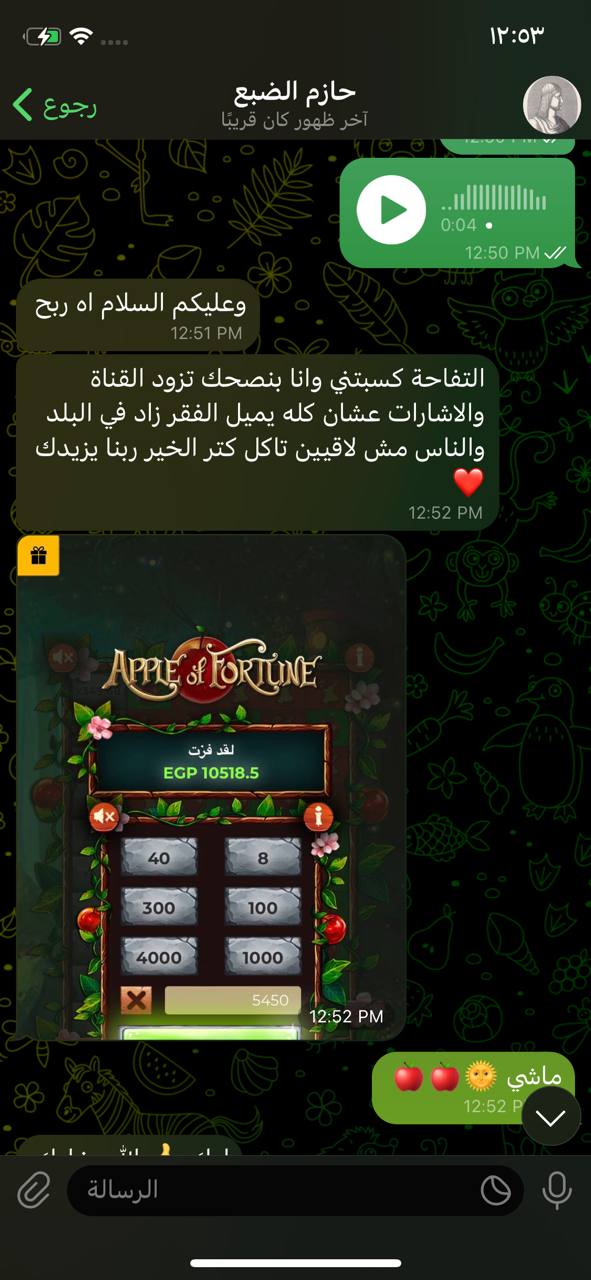 ١٢:٥٣
حازم الضبع
آخر ظهور كان قريبًا
رجوع
0:04
12:50 PM
وعليكم السلام اه ربح
12:51 PM
التفاحة كسبتني وانا بنصحك تزود القناة
والاشارات عشان كله يميل الفقر زاد في البلد
والناس مش لاقيين تاكل كتر الخير ربنا يزيدك
❤️
12:52 PM
APPLE of FORTUNE
لقد فزت
EGP 10518.5
40 8
300 100
4000 1000
5450
12:52 PM
ماشي 🌞🍎🍎
12:52 P
الرسالة